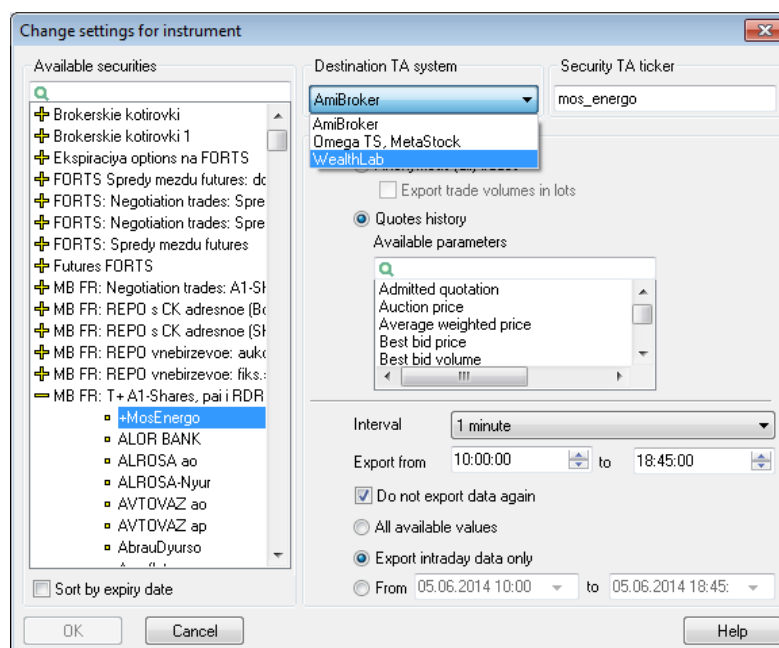 Change settings for instrument
Available securities
Brokerskie kotirovki
Brokerskie kotirovki 1
Ekspiraciya options na FORTS
FORTS Spredy mezdu futures: do
FORTS: Negotiation trades: Spre
FORTS: Negotiation trades: Spre
FORTS: Spredy mezdu futures
Futures FORTS
MB FR: Negotiation trades: A1-Sh
MB FR: REPO s CK adresnoe (Bo
MB FR: REPO s CK adresnoe (Sh
MB FR: REPO vnebirzevoe: auko
MB FR: REPO vnebirzevoe: fiks.s
MB FR: T+ A1-Shares, pai i RDR
+MosEnergo
ALOR BANK
ALROSA ao
ALROSA-Nyur
AVTOVAZ ao
AVTOVAZ ap
AbrauDyurso
Sort by expiry date
Destination TA system
AmiBroker
AmiBroker
Omega TS, MetaStock
WealthLab
Security TA ticker
mos_energo
Export trade volumes in lots
Quotes history
Available parameters
Admitted quotation
Auction price
Average weighted price
Best bid price
Best bid volume
Interval 1 minute
Export from 10:00:00 to 18:45:00
Do not export data again
All available values
Export intraday data only
From 05.06.2014 10:00 to 05.06.2014 18:45:
OK Cancel Help